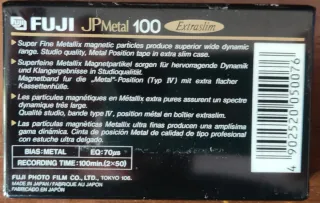 FUJI JP Metal 100 Extraslim
▸ Super Fine Metallix magnetic particles produce superior wide dynamic
range. Studio quality, Metal Position tape in extra slim case.
▸ Superfeine Metallix Magnetpartikel sorgen für hervorragende Dynamik
und Klangergebnisse in Studioqualität.
Magnetband für die „Metal"-Position (Typ IV) mit extra flacher
Kassettenhülle.
▸ Les particules magnétiques en Métallix extra pures assurent un spectre
dynamique très large.
Qualité studio, bande type IV, position métal en boîtier extraslim.
▸ Las partículas magnéticas Metallix ultra finas producen una amplísima
gama dinámica. Cinta de posición Metal de calidad de tipo profesional
con estuche ultra delgado.
BIAS:METAL EQ:70μs
RECORDING TIME:100min.(2×50)
FUJI PHOTO FILM CO., LTD., TOKYO 106.
MADE IN JAPAN/FABRIQUÉ AU JAPON
FABRICADO EN JAPÓN
4 902520 050076